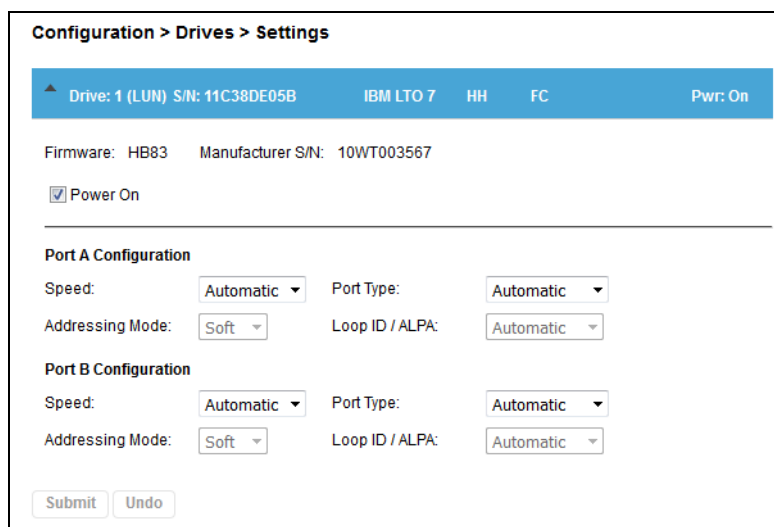 Configuration > Drives > Settings
Drive: 1 (LUN) S/N: 11C38DE05B IBM LTO 7 HH FC Pwr: On
Firmware: HB83 Manufacturer S/N: 10WT003567
Power On
Port A Configuration
Speed: Automatic Port Type: Automatic
Addressing Mode: Soft Loop ID / ALPA: Automatic
Port B Configuration
Speed: Automatic Port Type: Automatic
Addressing Mode: Soft Loop ID / ALPA: Automatic
Submit Undo